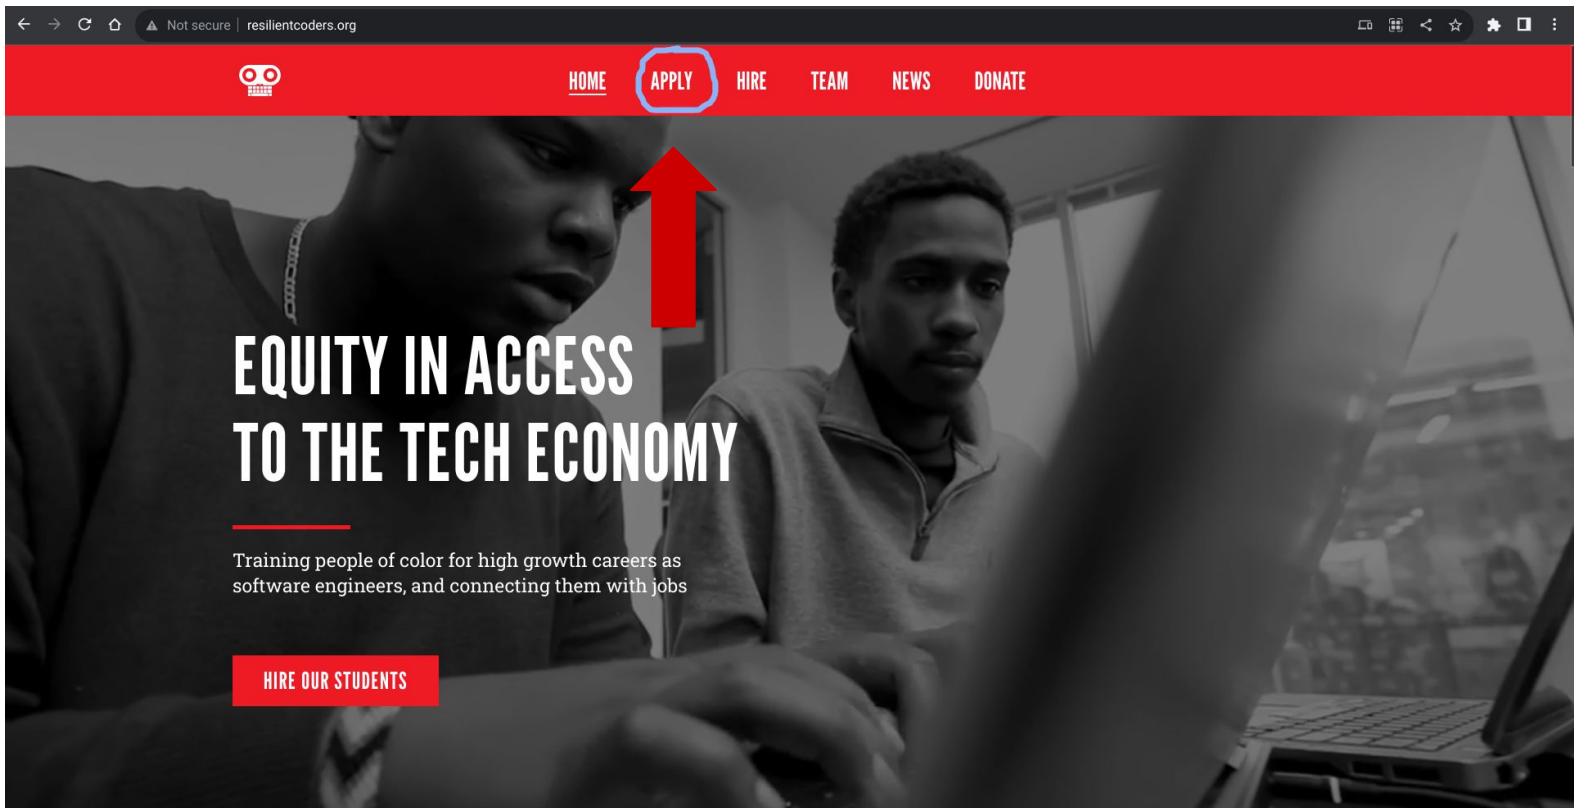 Not secure | resilientcoders.org
HOME APPLY HIRE TEAM NEWS DONATE
EQUITY IN ACCESS
TO THE TECH ECONOMY
Training people of color for high growth careers as
software engineers, and connecting them with jobs
HIRE OUR STUDENTS